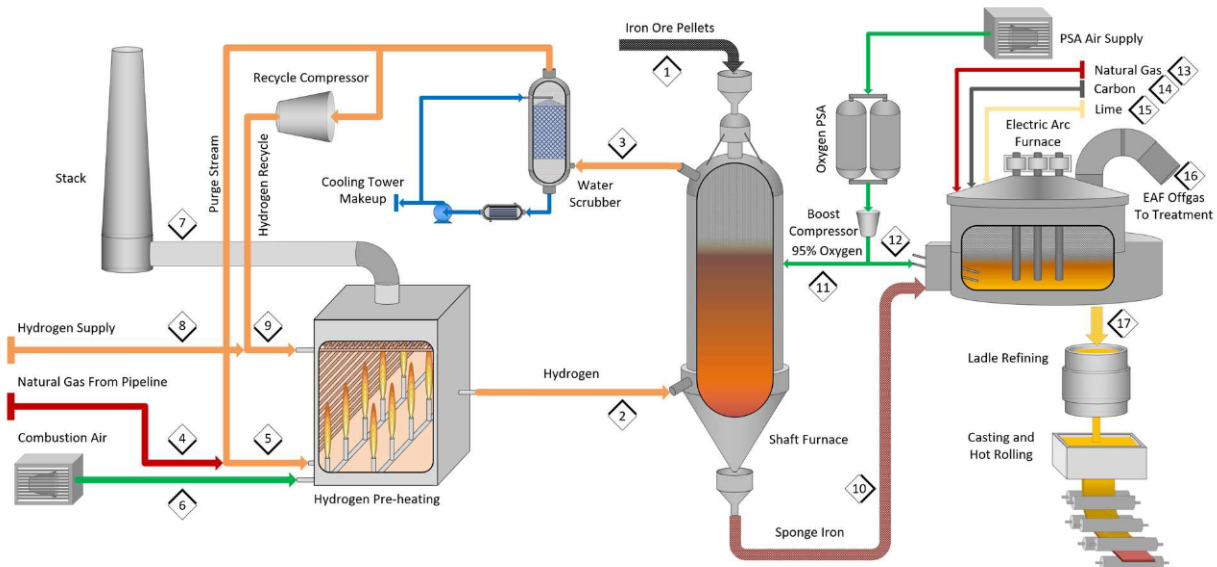 Iron Ore Pellets
1
PSA Air Supply
Natural Gas
13
Carbon
14
Lime
15
Recycle Compressor
Oxygen PSA
Electric Arc
Furnace
Purge Stream
Hydrogen Recycle
3
Stack
Cooling Tower
Makeup
Water
Scrubber
16
EAF Offgas
To Treatment
7
Boost
Compressor
95% Oxygen
12
11
Hydrogen Supply
8
9
17
Ladle Refining
Natural Gas From Pipeline
Hydrogen
2
4
5
Combustion Air
Shaft Furnace
Casting and
Hot Rolling
6
Hydrogen Pre-heating
10
Sponge Iron